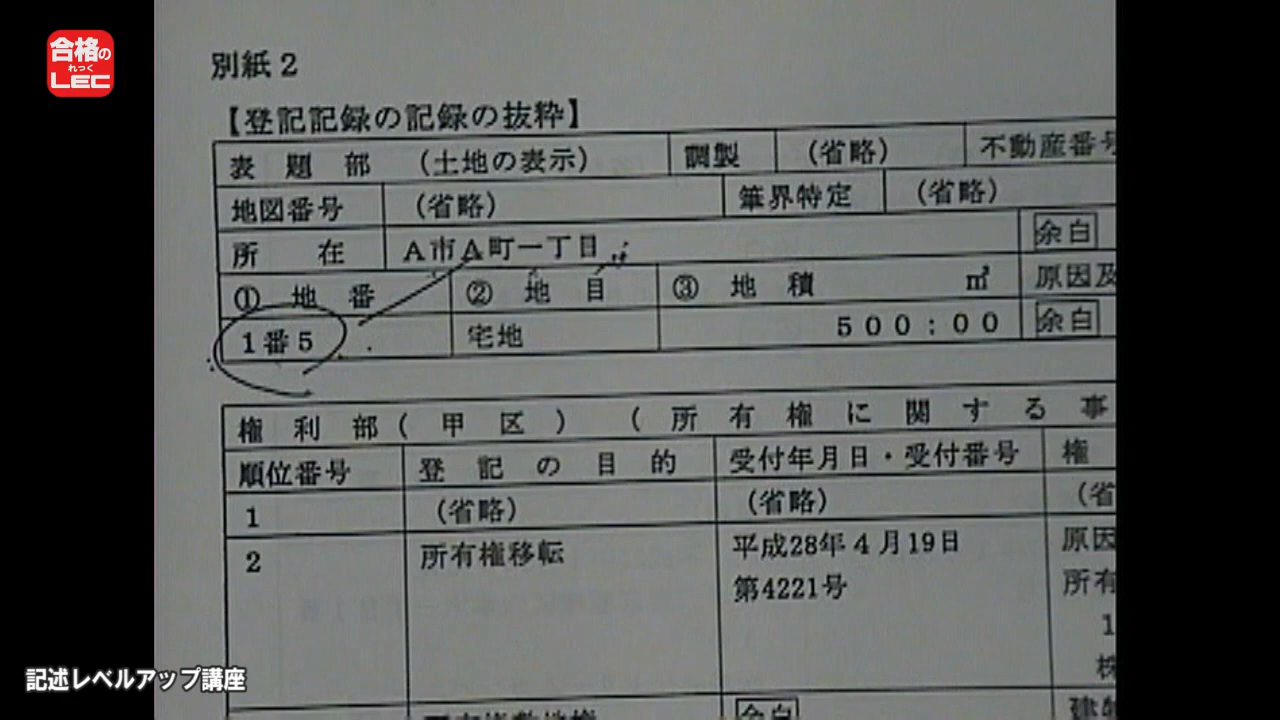 合格の
れっく
LEC
別紙2
【登記記録の記録の抜粋】
表 題 部 (土地の表示) 調製 (省略) 不動産番号
地図番号 (省略) 筆界特定 (省略)
所 在 A市A町一丁目 余白
① 地 番 ② 地 目 ③ 地 積 ㎡ 原因及
1番5 宅地 500:00 余白
権 利 部 ( 甲 区 ) ( 所 有 権 に 関 す る 事
順位番号 登 記 の 目 的 受付年月日・受付番号 権
1 (省略) (省略) (省
2 所有権移転 平成28年4月19日 原因
第4221号 所有
1
株
余白 建物
記述レベルアップ講座